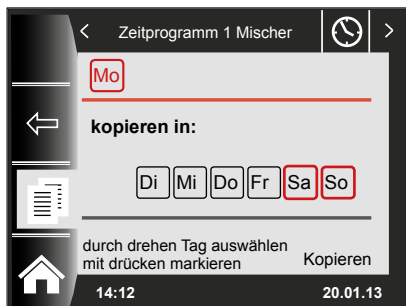 Zeitprogramm 1 Mischer
Mo
kopieren in:
Di Mi Do Fr Sa So
durch drehen Tag auswählen
mit drücken markieren Kopieren
14:12 20.01.13